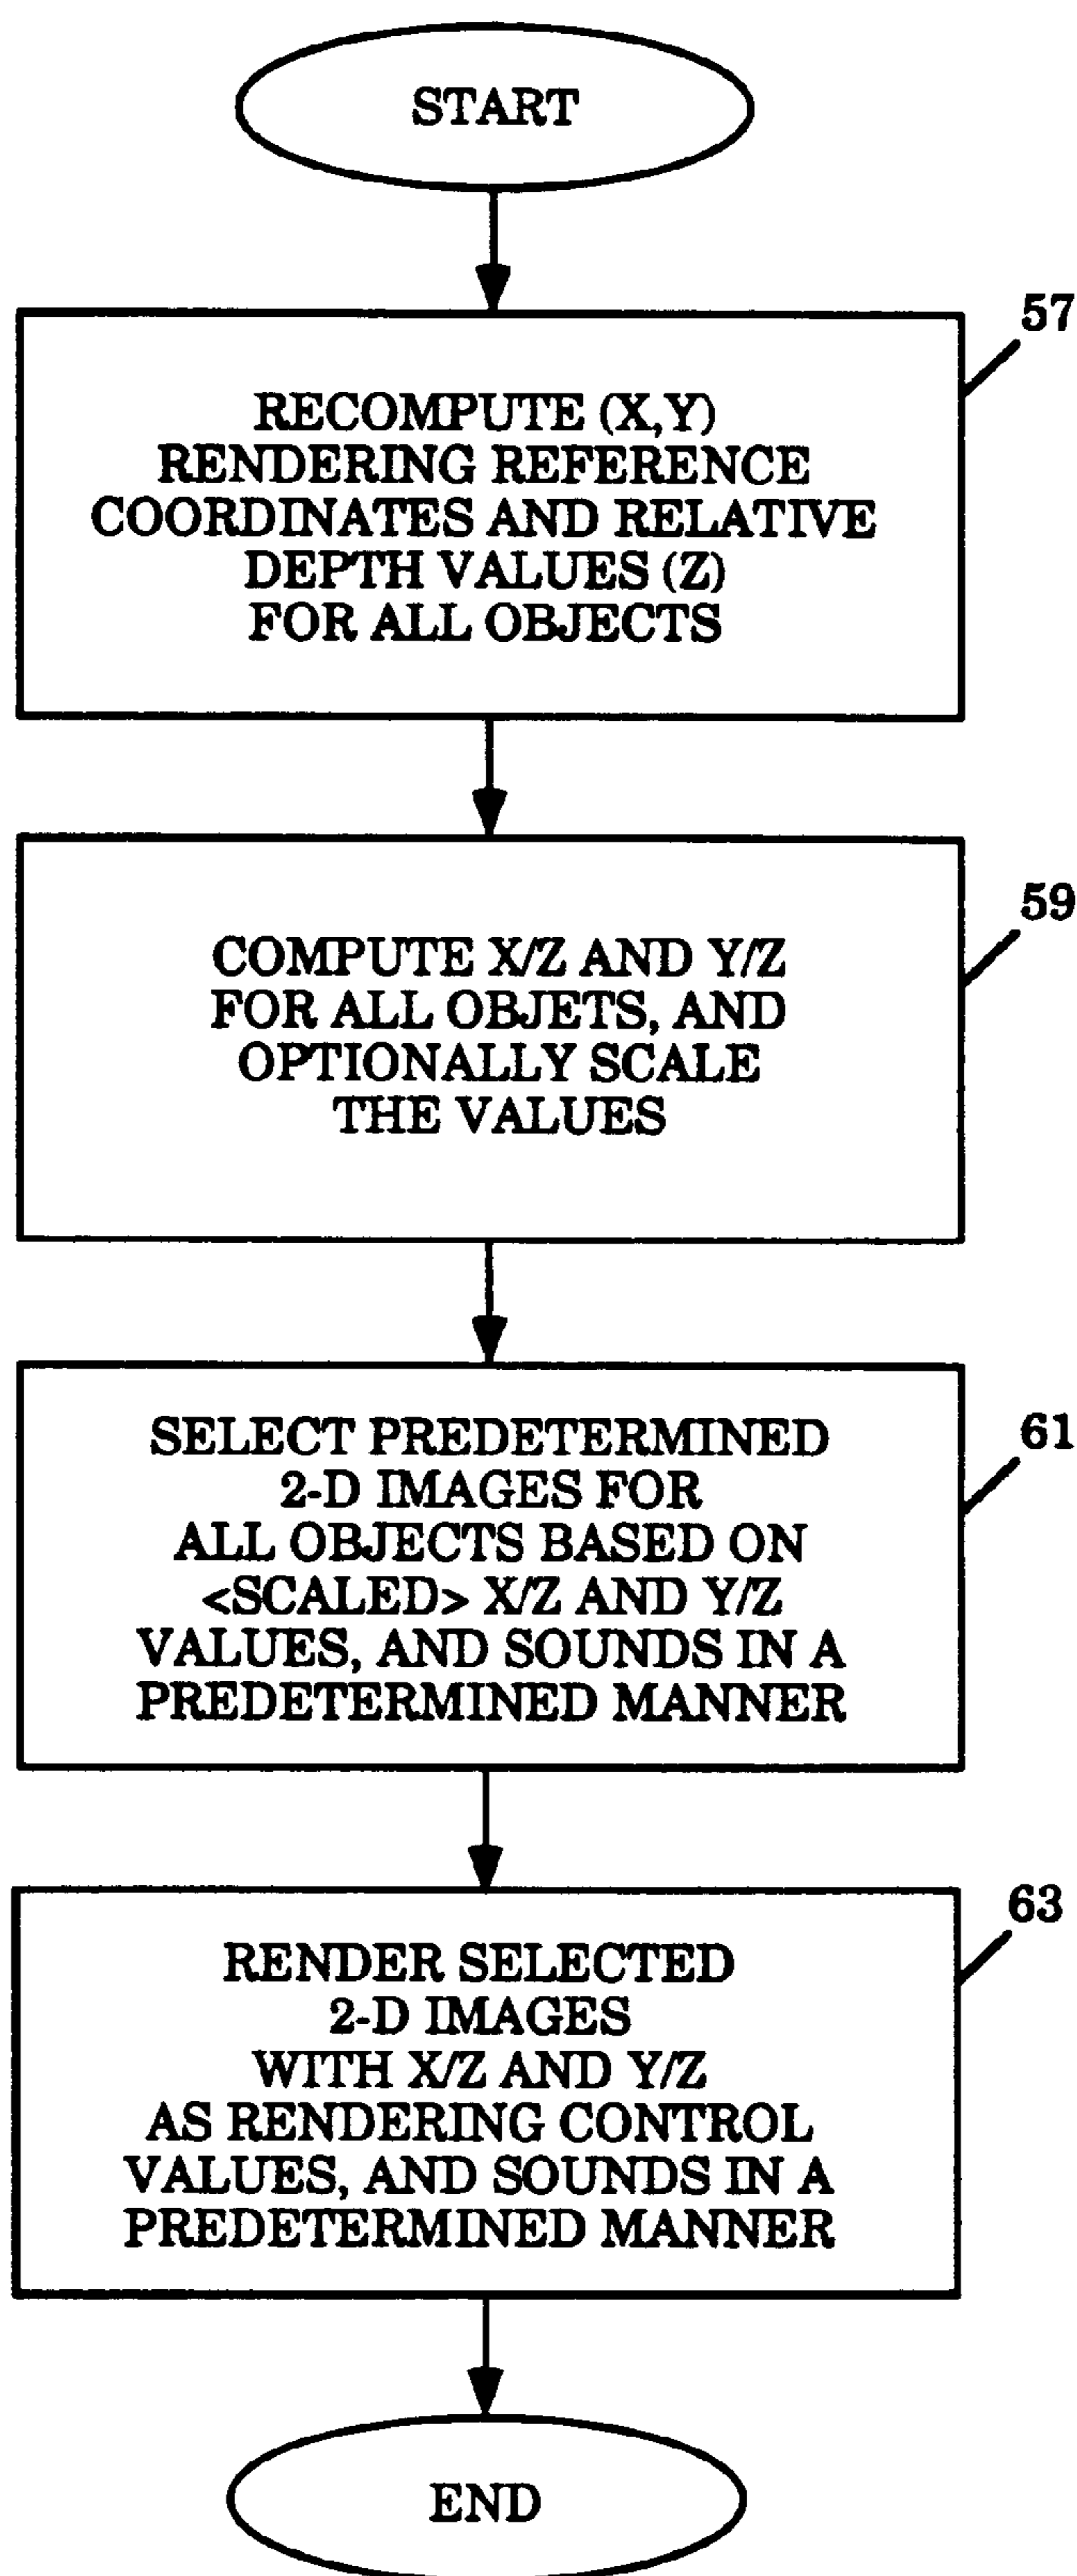 START
57
RECOMPUTE (X,Y)
RENDERING REFERENCE
COORDINATES AND RELATIVE
DEPTH VALUES (Z)
FOR ALL OBJECTS
59
COMPUTE X/Z AND Y/Z
FOR ALL OBJETS, AND
OPTIONALLY SCALE
THE VALUES
61
SELECT PREDETERMINED
2-D IMAGES FOR
ALL OBJECTS BASED ON
<SCALED> X/Z AND Y/Z
VALUES, AND SOUNDS IN A
PREDETERMINED MANNER
63
RENDER SELECTED
2-D IMAGES
WITH X/Z AND Y/Z
AS RENDERING CONTROL
VALUES, AND SOUNDS IN A
PREDETERMINED MANNER
END